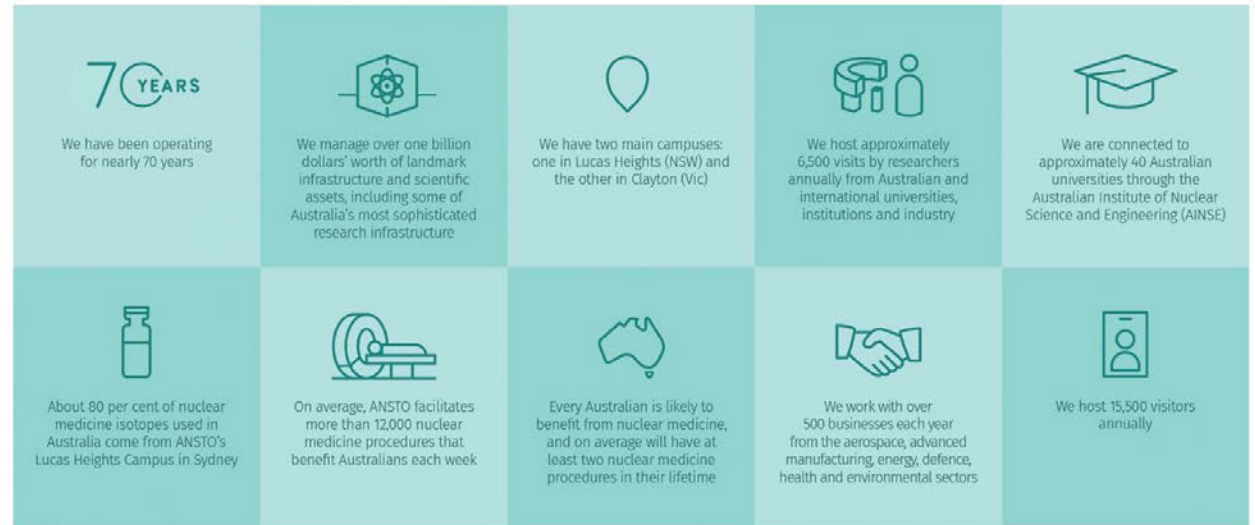 70 YEARS
We have been operating
for nearly 70 years
We manage over one billion
dollars' worth of landmark
infrastructure and scientific
assets, including some of
Australia's most sophisticated
research infrastructure
We have two main campuses:
one in Lucas Heights (NSW) and
the other in Clayton (Vic)
We host approximately
6,500 visits by researchers
annually from Australian and
international universities,
institutions and industry
We are connected to
approximately 40 Australian
universities through the
Australian Institute of Nuclear
Science and Engineering (AINSE)
About 80 per cent of nuclear
medicine isotopes used in
Australia come from ANSTO's
Lucas Heights Campus in Sydney
On average, ANSTO facilitates
more than 12,000 nuclear
medicine procedures that
benefit Australians each week
Every Australian is likely to
benefit from nuclear medicine,
and on average will have at
least two nuclear medicine
procedures in their lifetime
We work with over
500 businesses each year
from the aerospace, advanced
manufacturing, energy, defence,
health and environmental sectors
We host 15,500 visitors
annually